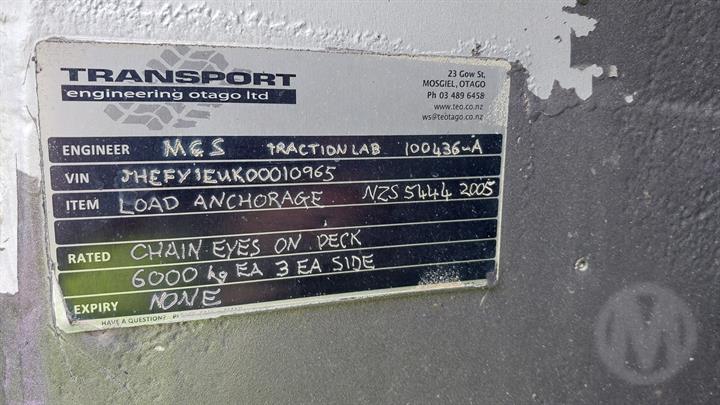 TRANSPORT
engineering otago ltd
23 Gow St,
MOSGIEL, OTAGO
Ph 03 489 6458
www.teo.co.nz
ws@teotago.co.nz
ENGINEER M&S TRACTION LAB 100436-A
VIN JHEFY1EUK00010965
ITEM LOAD ANCHORAGE NZS 5444 2005
RATED CHAIN EYES ON DECK
6000 kg EA 3 EA SIDE
EXPIRY NONE
HAVE A QUESTION?
M